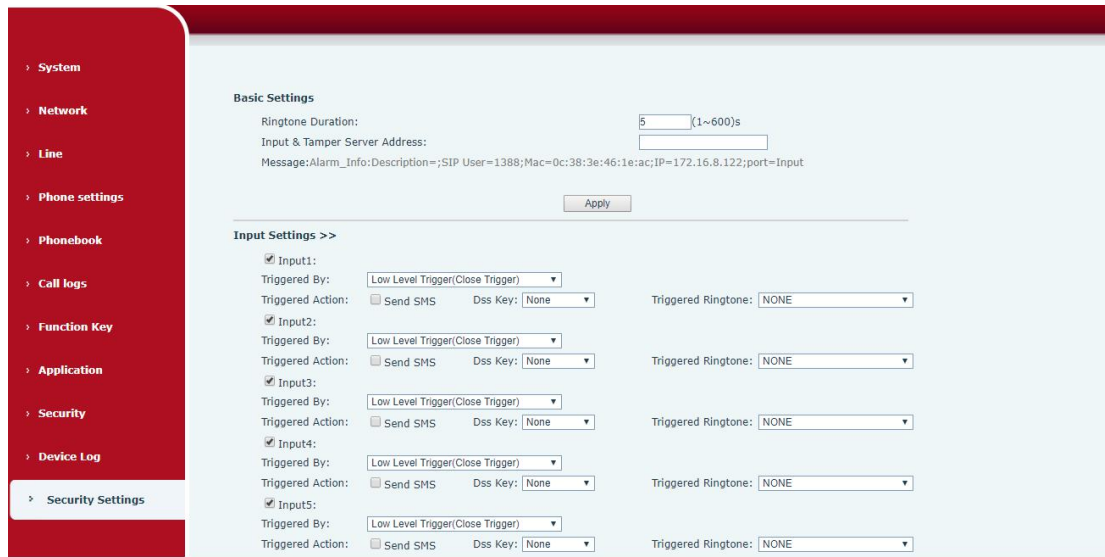 System
Network
Line
Phone settings
Phonebook
Call logs
Function Key
Application
Security
Device Log
Security Settings
Basic Settings
Ringtone Duration: 5 (1~600)s
Input & Tamper Server Address:
Message:Alarm_Info:Description=;SIP User=1388;Mac=0c:38:3e:46:1e:ac;IP=172.16.8.122;port=Input
Apply
Input Settings >>
Input1:
Triggered By: Low Level Trigger(Close Trigger)
Triggered Action: Send SMS Dss Key: None Triggered Ringtone: NONE
Input2:
Triggered By: Low Level Trigger(Close Trigger)
Triggered Action: Send SMS Dss Key: None Triggered Ringtone: NONE
Input3:
Triggered By: Low Level Trigger(Close Trigger)
Triggered Action: Send SMS Dss Key: None Triggered Ringtone: NONE
Input4:
Triggered By: Low Level Trigger(Close Trigger)
Triggered Action: Send SMS Dss Key: None Triggered Ringtone: NONE
Input5:
Triggered By: Low Level Trigger(Close Trigger)
Triggered Action: Send SMS Dss Key: None Triggered Ringtone: NONE